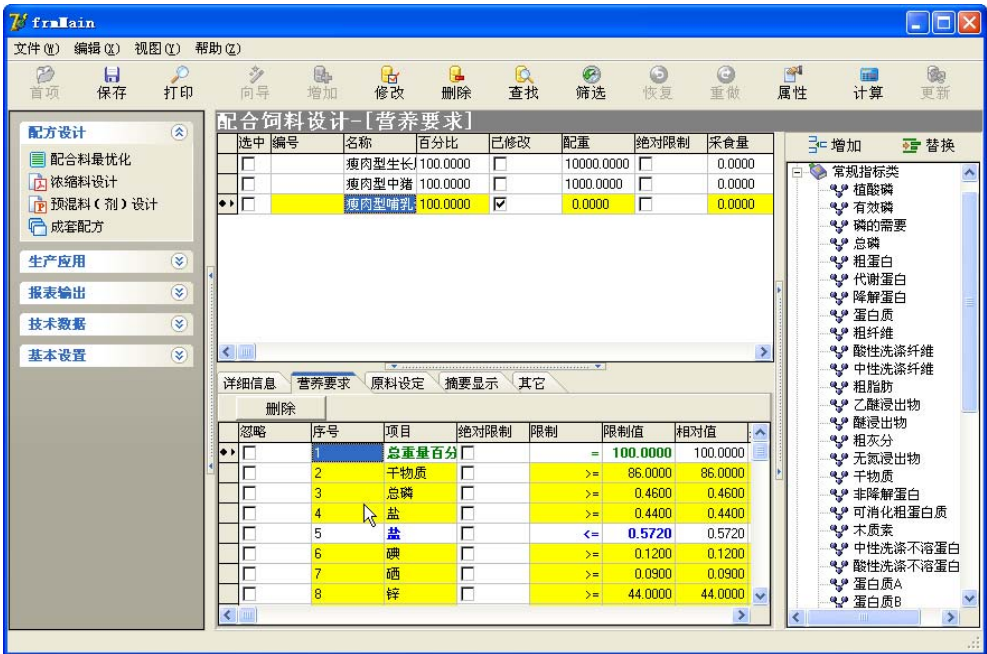 frmMain
文件(W) 编辑(X) 视图(Y) 帮助(Z)
首项 保存 打印 向导 增加 修改 删除 查找 筛选 恢复 重做 属性 计算 更新
配方设计
配合料最优化
浓缩料设计
预混料(剂)设计
成套配方
生产应用
报表输出
技术数据
基本设置
配合饲料设计-[营养要求]
选中 编号 名称 百分比 已修改 配重 绝对限制 采食量
瘦肉型生长 100.0000 10000.0000 0.0000
瘦肉型中猪 100.0000 1000.0000 0.0000
瘦肉型哺乳 100.0000 0.0000 0.0000
详细信息 营养要求 原料设定 摘要显示 其它
删除
忽略 序号 项目 绝对限制 限制 限制值 相对值
1 总重量百分 = 100.0000 100.0000
2 干物质 >= 86.0000 86.0000
3 总磷 >= 0.4600 0.4600
4 盐 >= 0.4400 0.4400
5 盐 <= 0.5720 0.5720
6 碘 >= 0.1200 0.1200
7 硒 >= 0.0900 0.0900
8 锌 >= 44.0000 44.0000
增加 替换
常规指标类
植酸磷
有效磷
磷的需要
总磷
粗蛋白
代谢蛋白
降解蛋白
蛋白质
粗纤维
酸性洗涤纤维
中性洗涤纤维
粗脂肪
乙醚浸出物
醚浸出物
粗灰分
无氮浸出物
干物质
非降解蛋白
可消化粗蛋白质
木质素
中性洗涤不溶蛋白
酸性洗涤不溶蛋白
蛋白质A
蛋白质B